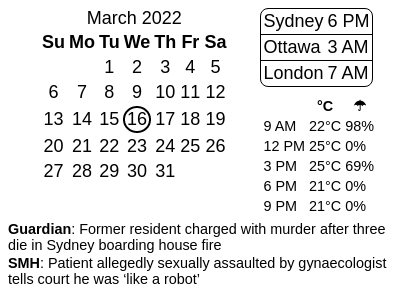 March 2022
Su Mo Tu We Th Fr Sa
1 2 3 4 5
6 7 8 9 10 11 12
13 14 15 16 17 18 19
20 21 22 23 24 25 26
27 28 29 30 31
Sydney 6 PM
Ottawa 3 AM
London 7 AM
°C ☂
9 AM 22°C 98%
12 PM 25°C 0%
3 PM 25°C 69%
6 PM 21°C 0%
9 PM 21°C 0%
Guardian: Former resident charged with murder after three
die in Sydney boarding house fire
SMH: Patient allegedly sexually assaulted by gynaecologist
tells court he was ‘like a robot’